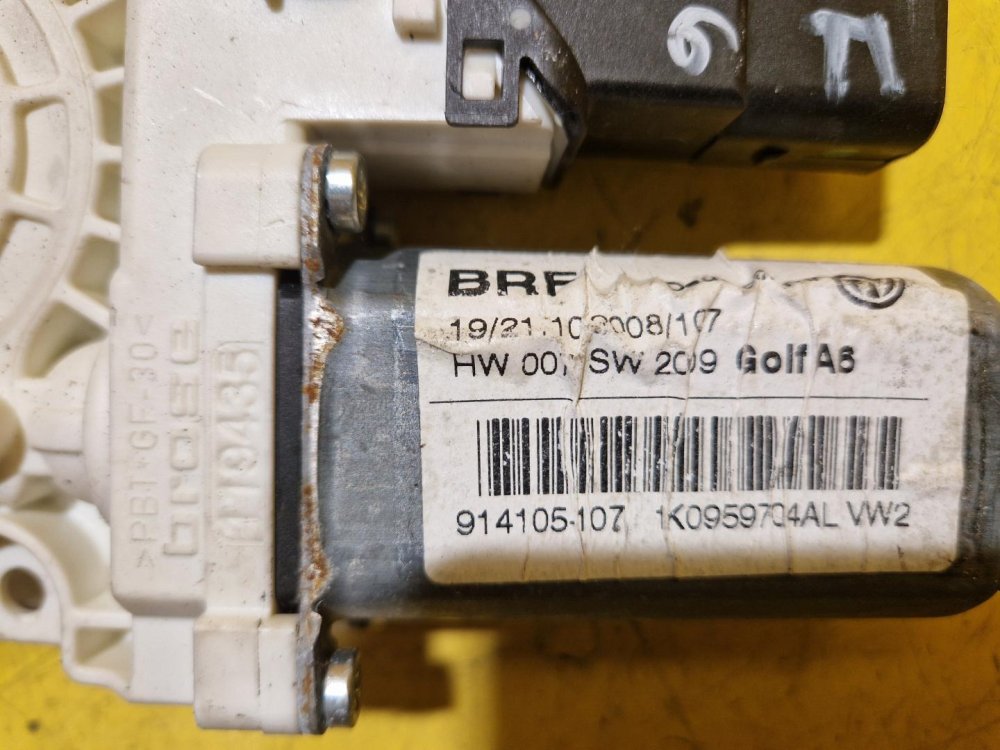 6 П
19/21.10.2008/107
HW 007 SW 209 Golf A6
914105-107 1K0959704AL VW2
>PBT-GF 30<
brose